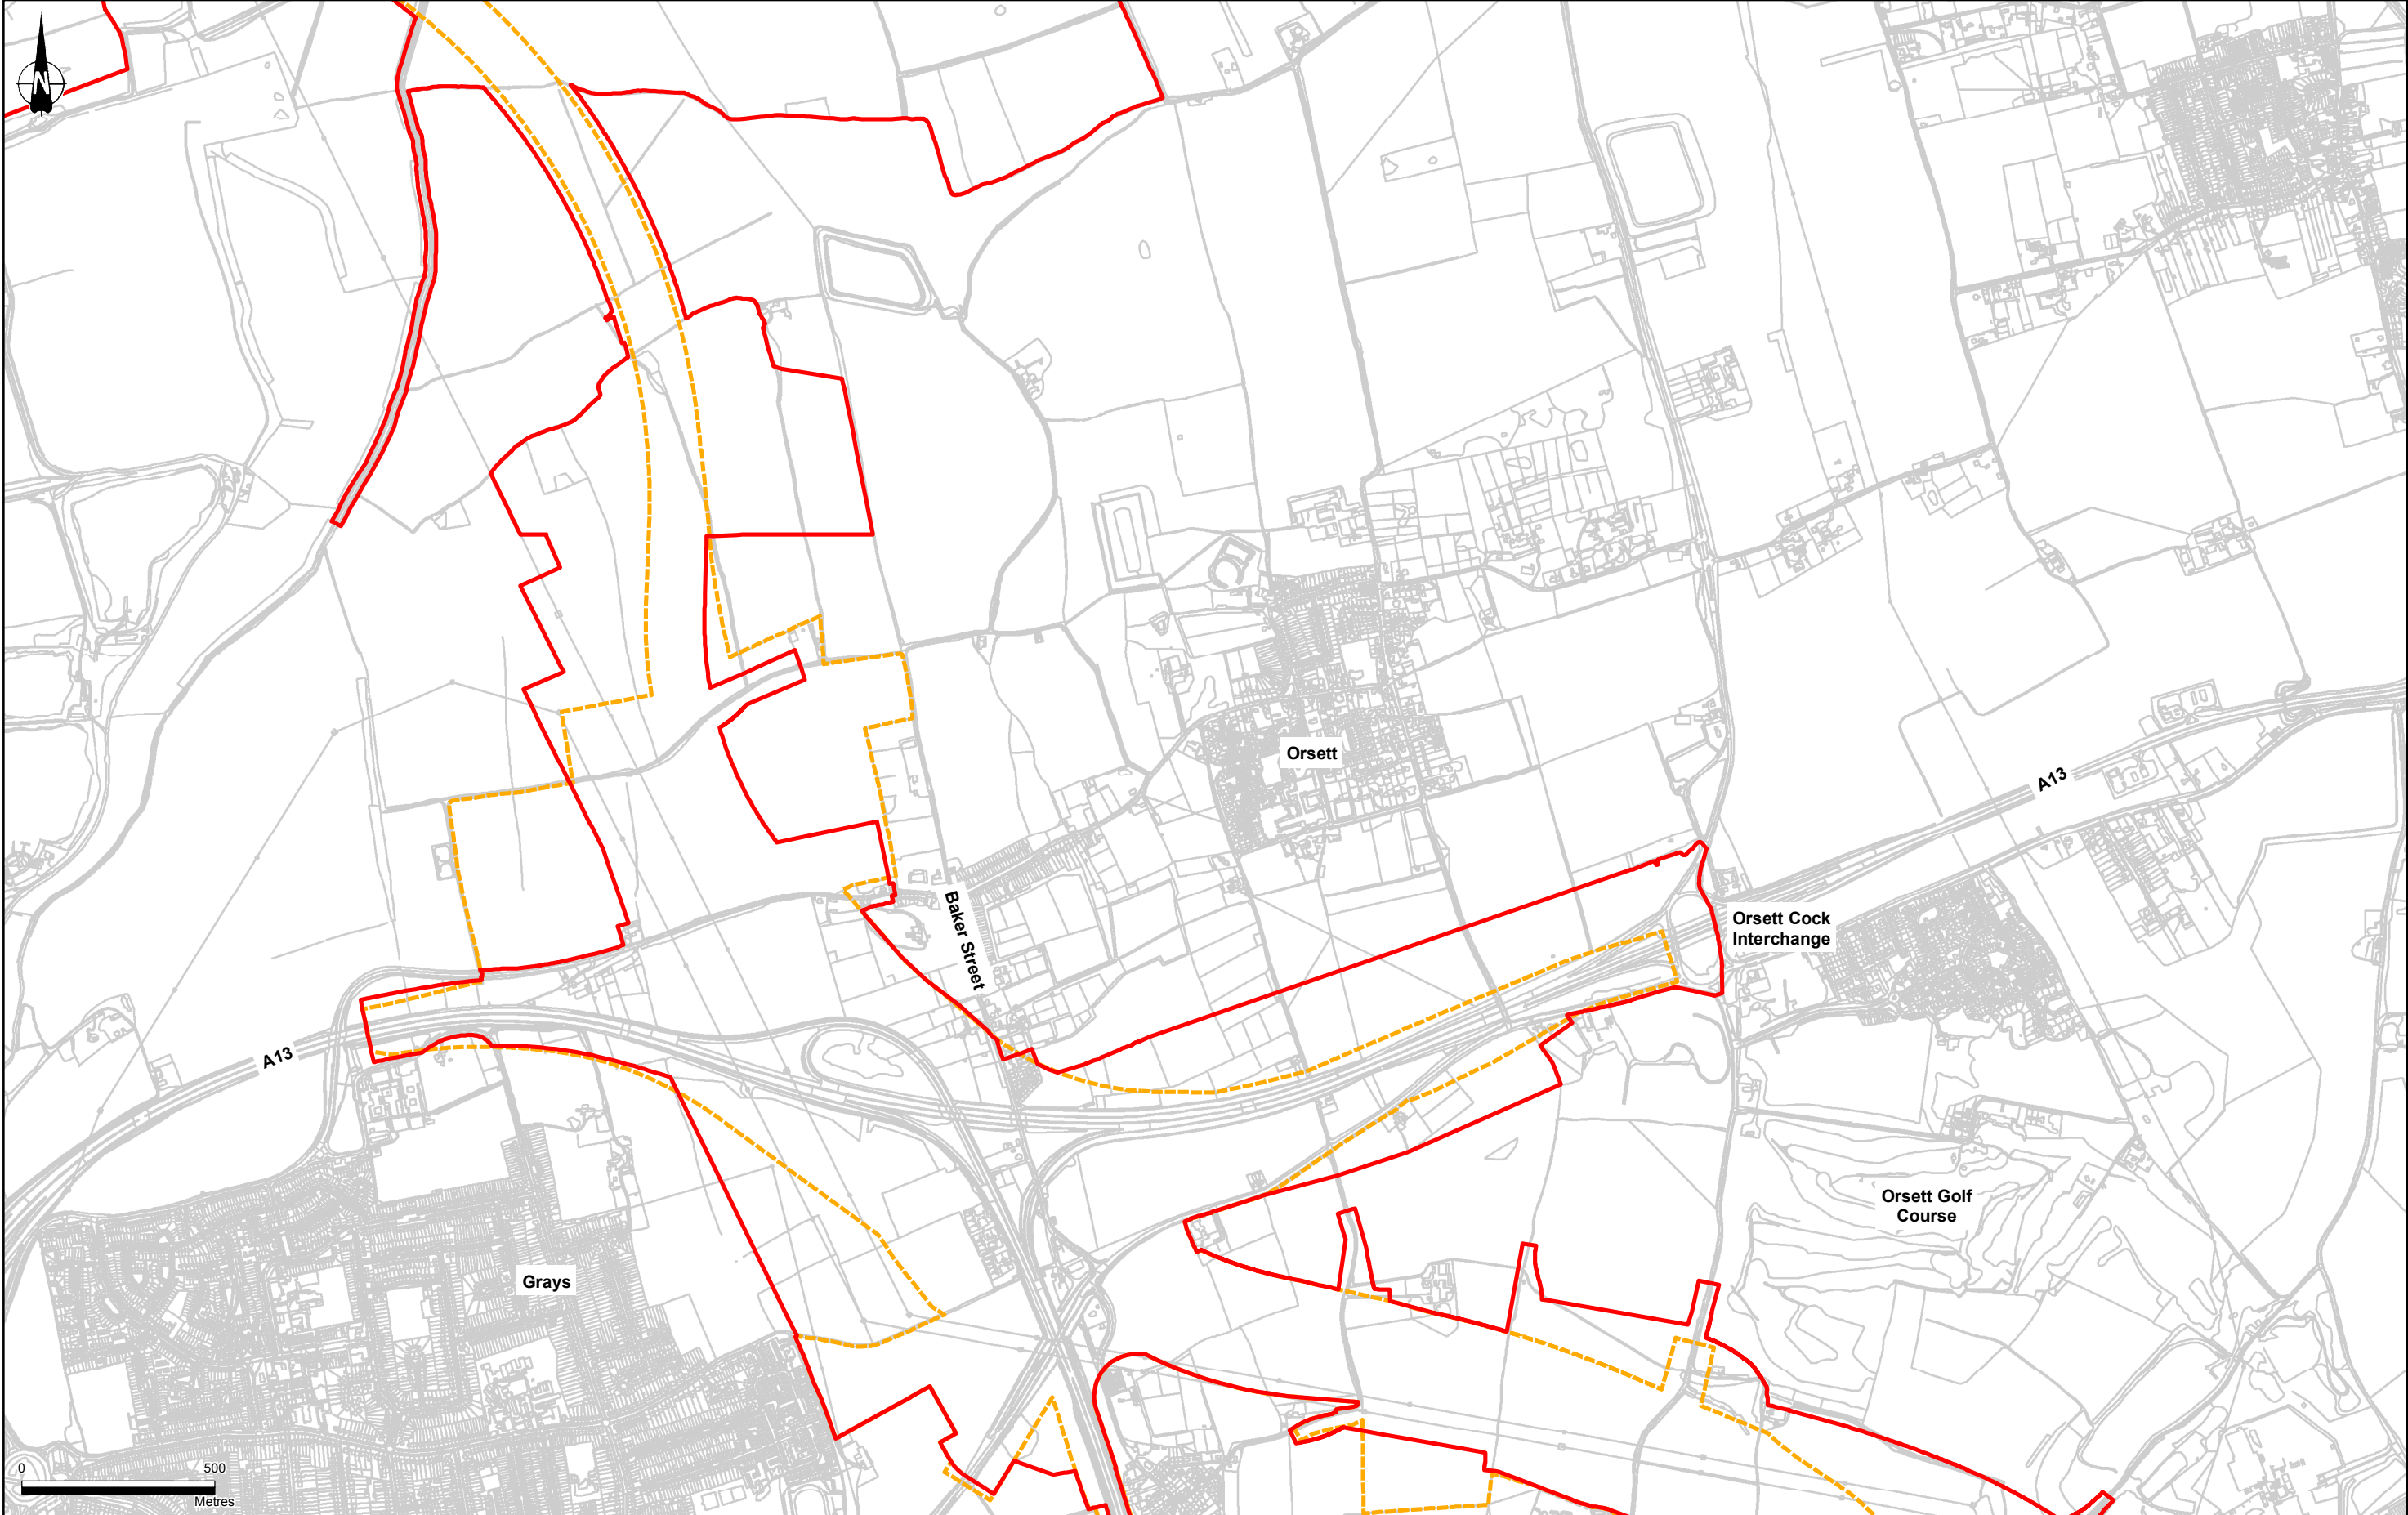 N
Orsett
A13
Baker Street
Orsett Cock
Interchange
A13
Orsett Golf
Course
Grays
0 500
Metres